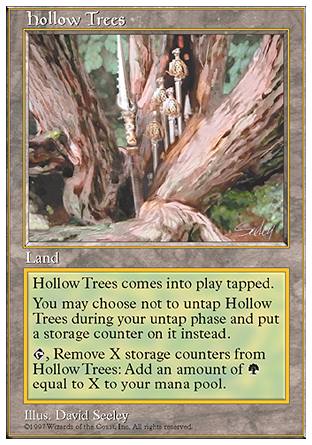 Hollow Trees
Seeley
Land
Hollow Trees comes into play tapped.
You may choose not to untap Hollow
Trees during your untap phase and put
a storage counter on it instead.
, Remove X storage counters from
Hollow Trees: Add an amount of
equal to X to your mana pool.
Illus. David Seeley
©1997 Wizards of the Coast, Inc. All rights reserved.